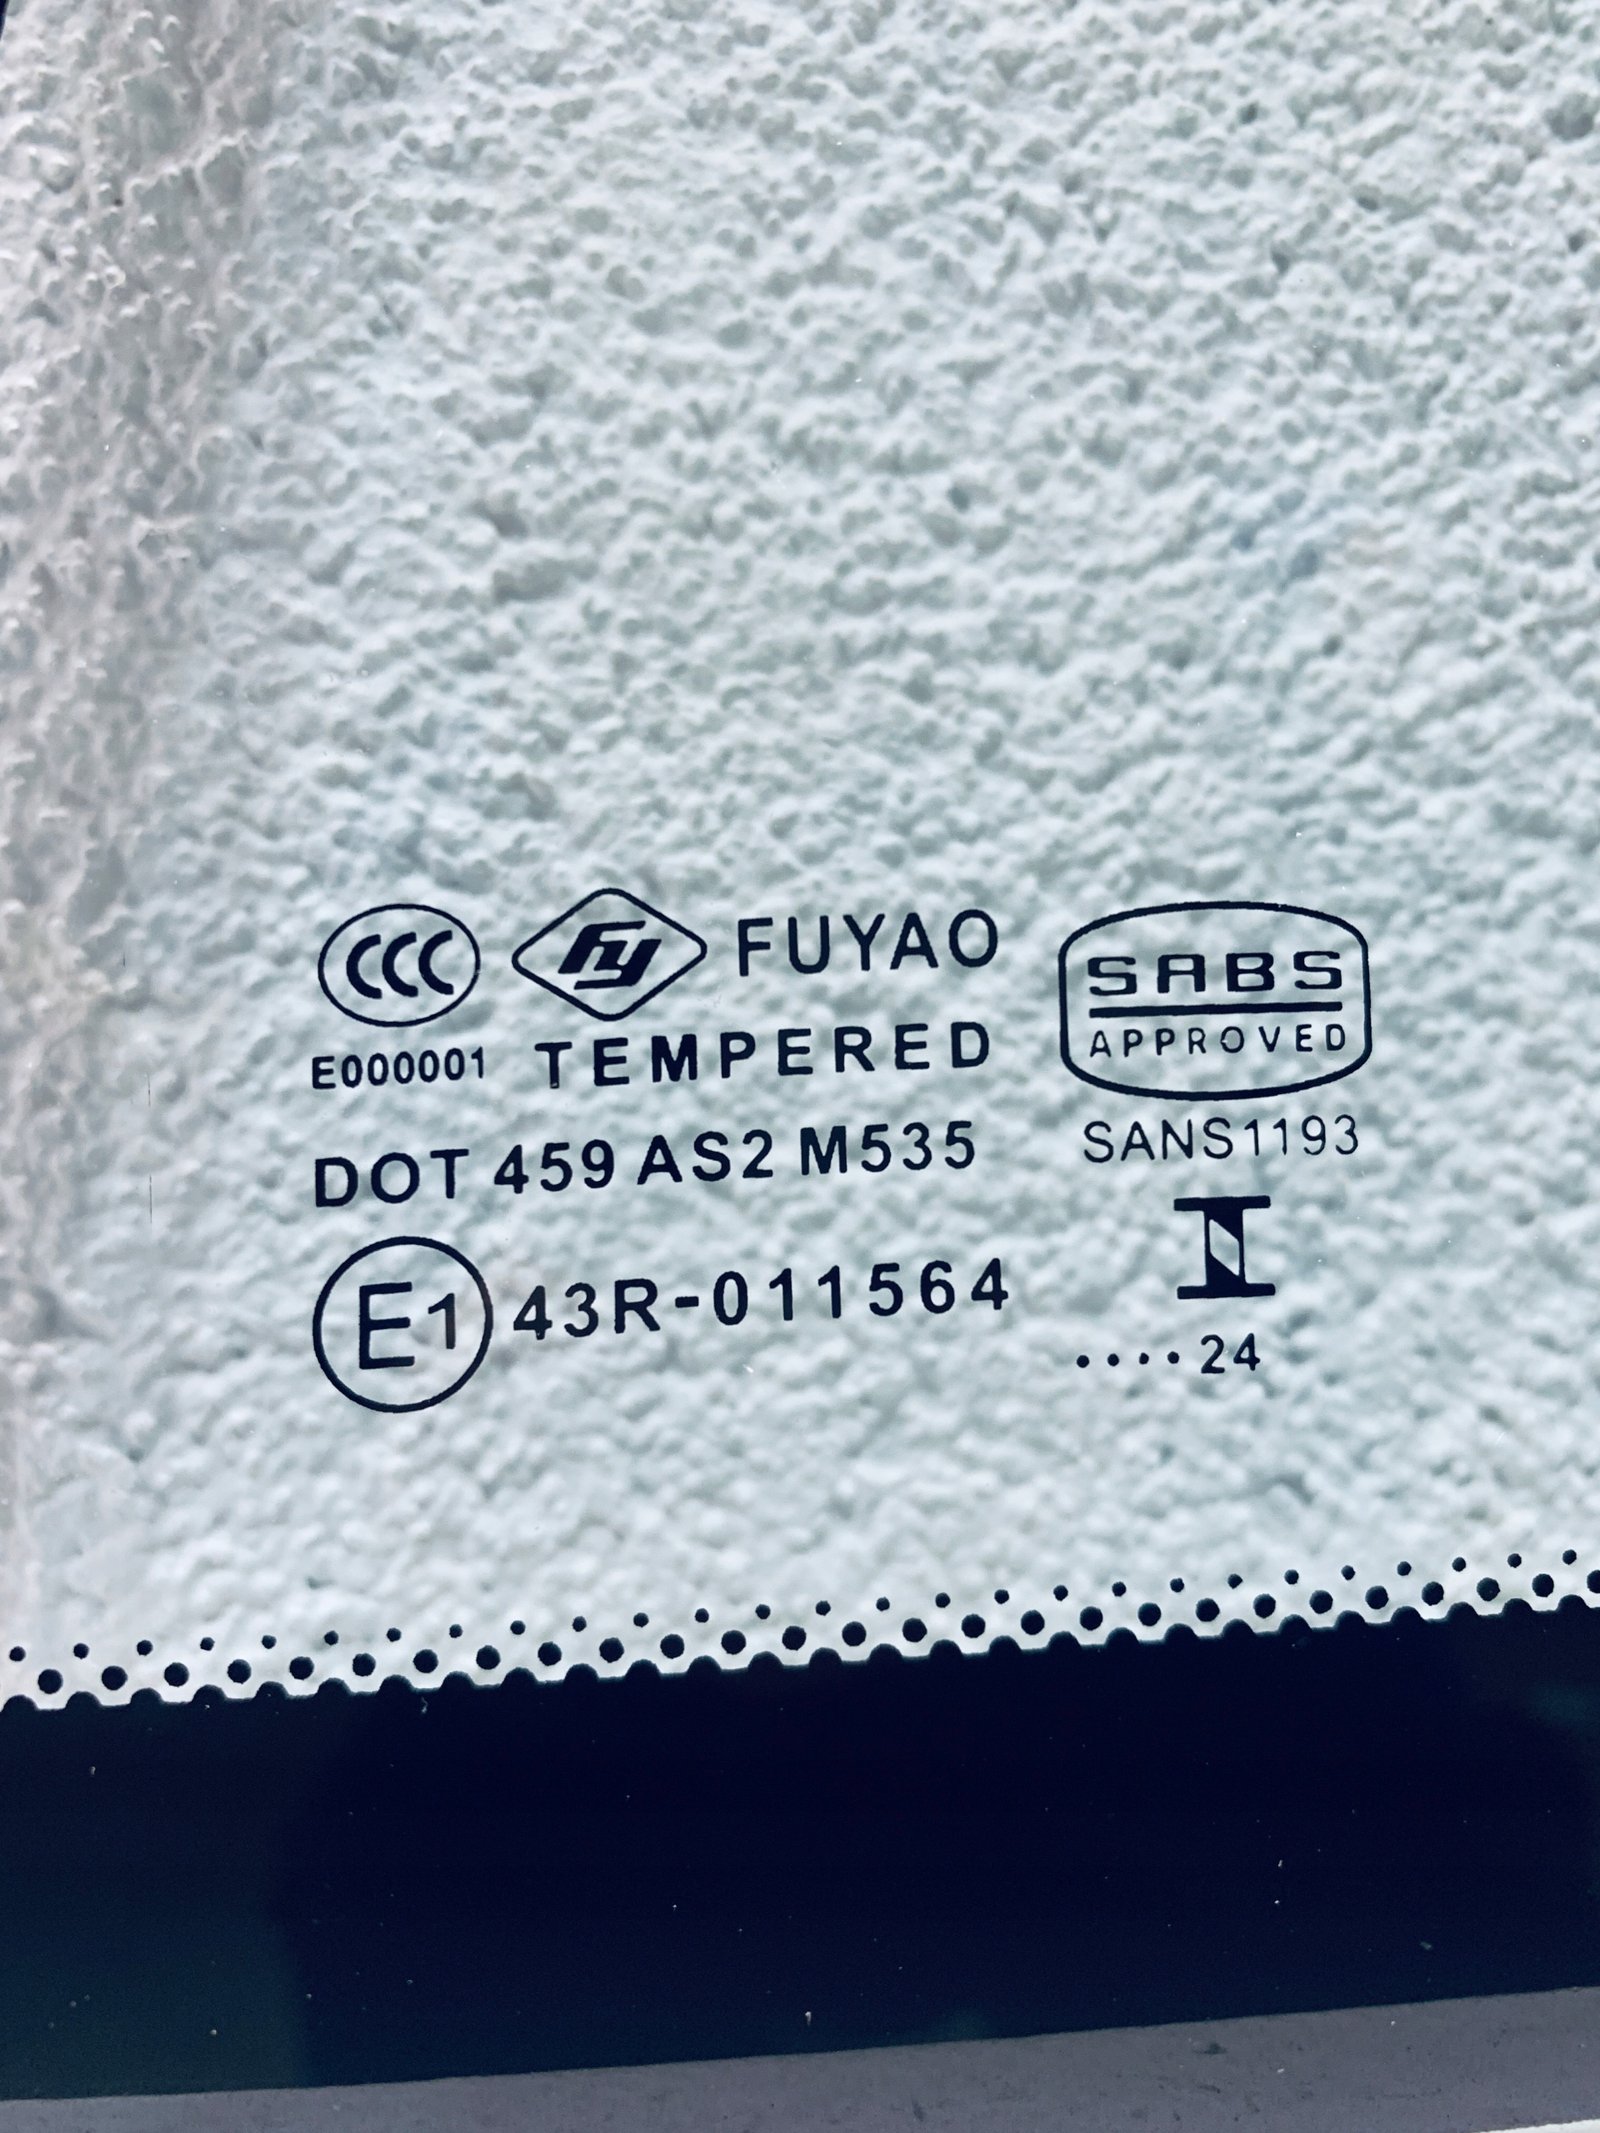 CCC fy FUYAO
E000001 TEMPERED
DOT 459 AS2 M535
E1 43R-011564
SABS
APPROVED
SANS1193
I
....24